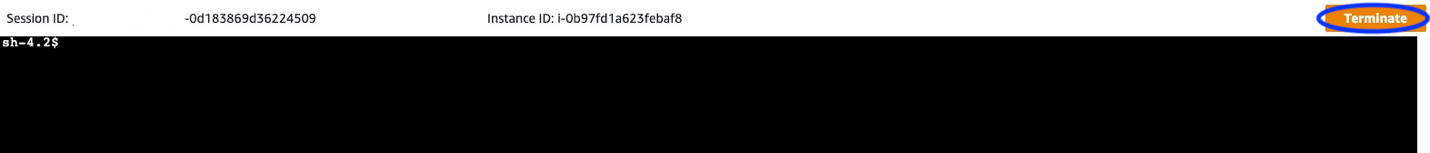 Session ID: -0d183869d36224509 Instance ID: i-0b97fd1a623febaf8 Terminate
sh-4.2$